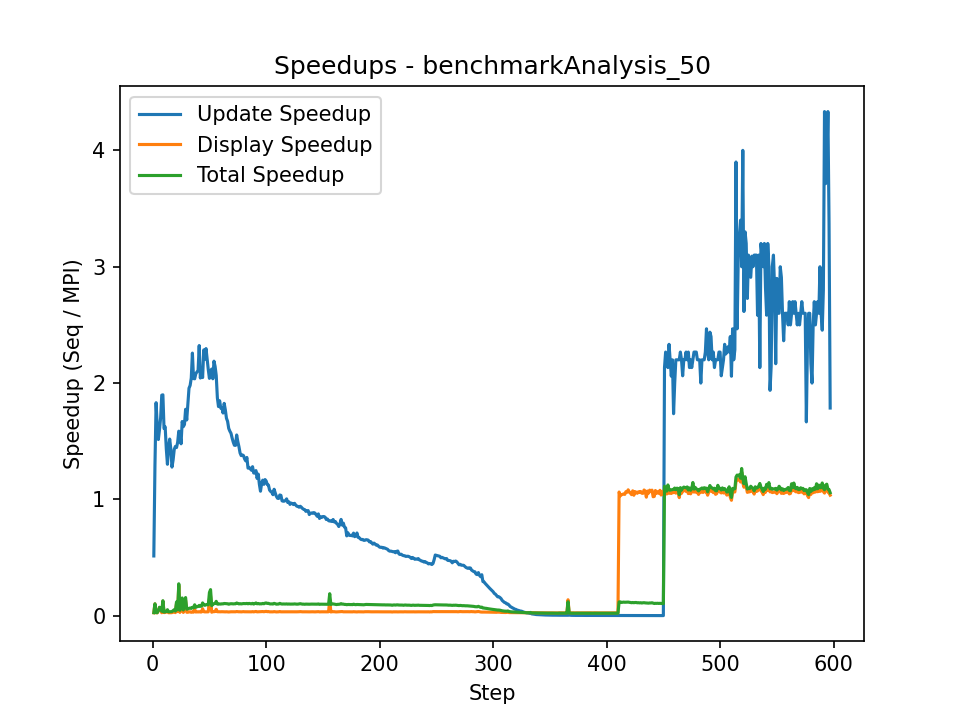 Speedups - benchmarkAnalysis_50
Update Speedup
Display Speedup
Total Speedup
Speedup (Seq / MPI)
4
3
2
1
0
0 100 200 300 400 500 600
Step